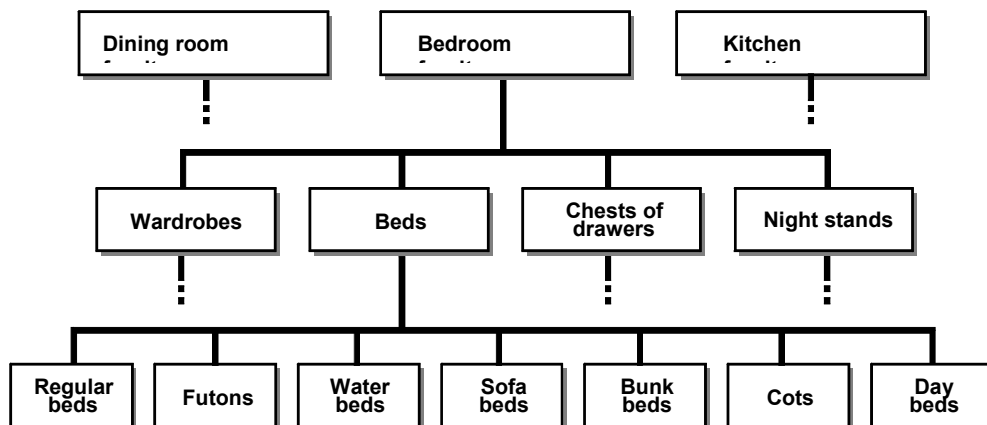 Dining room
Bedroom
Kitchen
Wardrobes
Beds
Chests of
drawers
Night stands
Regular
beds
Futons
Water
beds
Sofa
beds
Bunk
beds
Cots
Day
beds